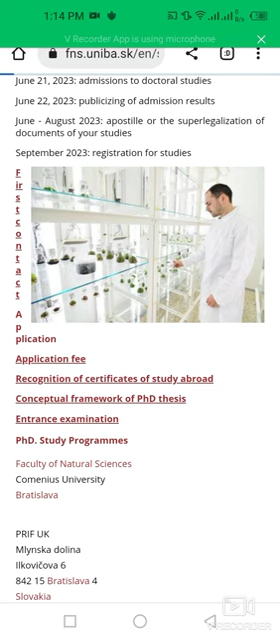 1:14 PM
V Recorder App is using microphone
fns.uniba.sk/en/
June 21, 2023: admissions to doctoral studies
June 22, 2023: publicizing of admission results
June - August 2023: apostille or the superlegalization of
documents of your studies
September 2023: registration for studies
F
i
r
s
t
c
o
n
t
a
c
t
A
p
plication
Application fee
Recognition of certificates of study abroad
Conceptual framework of PhD thesis
Entrance examination
PhD. Study Programmes
Faculty of Natural Sciences
Comenius University
Bratislava
PRIF UK
Mlynska dolina
Ilkovičova 6
842 15 Bratislava 4
Slovakia
VRECORDER